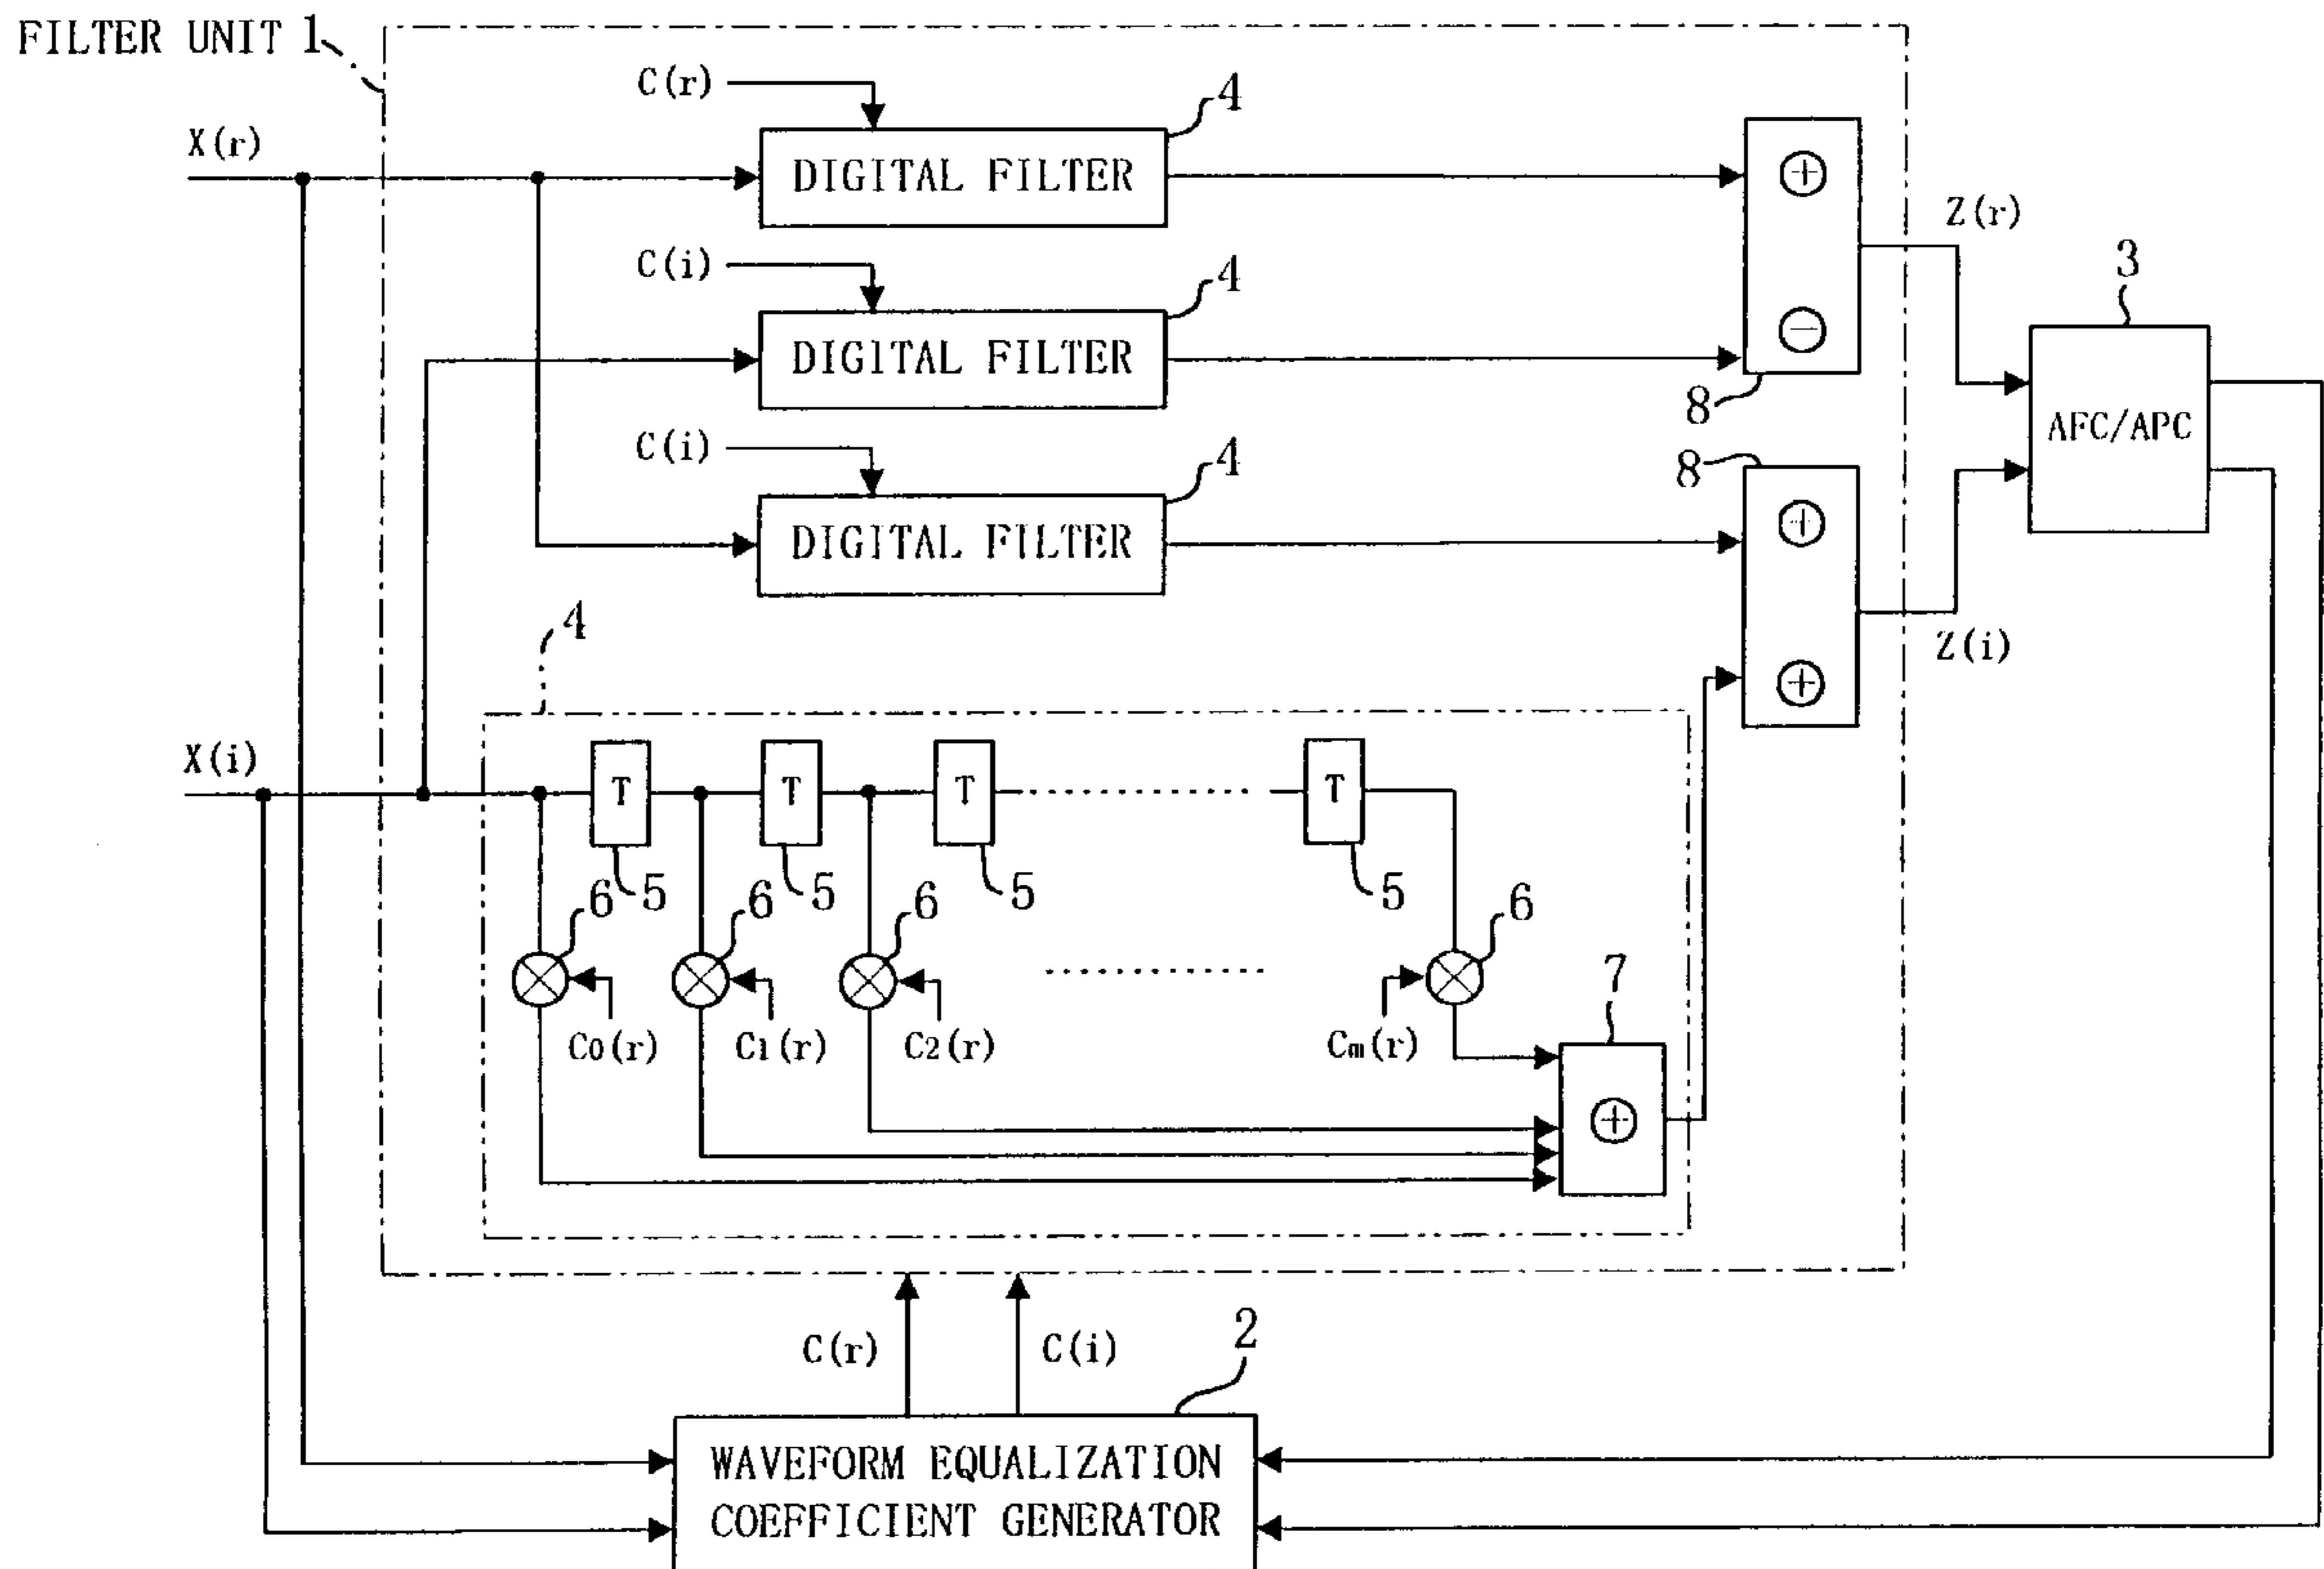 FILTER UNIT 1
C(r)
4
X(r)
DIGITAL FILTER
Z(r)
C(i)
4
3
DIGITAL FILTER
8
AFC/APC
C(i)
4
8
DIGITAL FILTER
4
Z(i)
X(i)
T
T
T
T
5
5
5
5
6
6
6
6
7
C0(r)
C1(r)
C2(r)
Cm(r)
C(r)
C(i)
2
WAVEFORM EQUALIZATION
COEFFICIENT GENERATOR